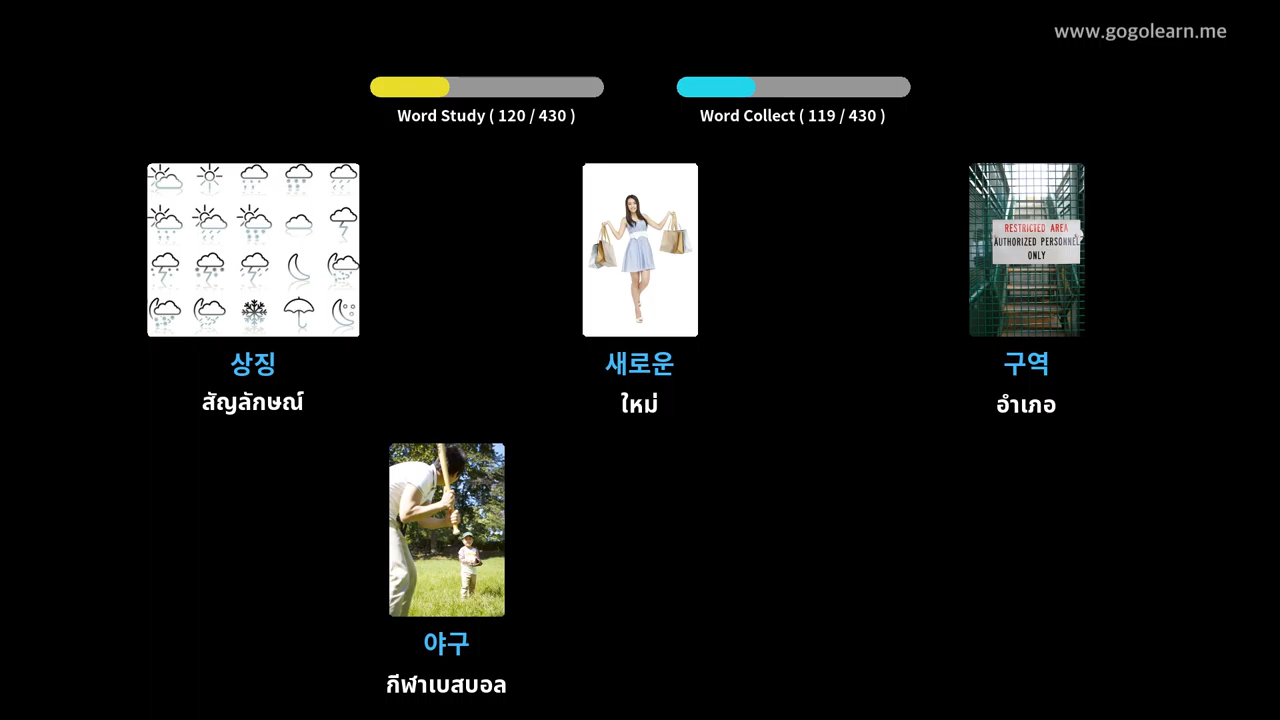 www.gogolearn.me
Word Study ( 120 / 430 )
Word Collect ( 119 / 430 )
RESTRICTED AREA
AUTHORIZED PERSONNEL
ONLY
상징
새로운
구역
สัญลักษณ์
ใหม่
อำเภอ
야구
กีฬาเบสบอล